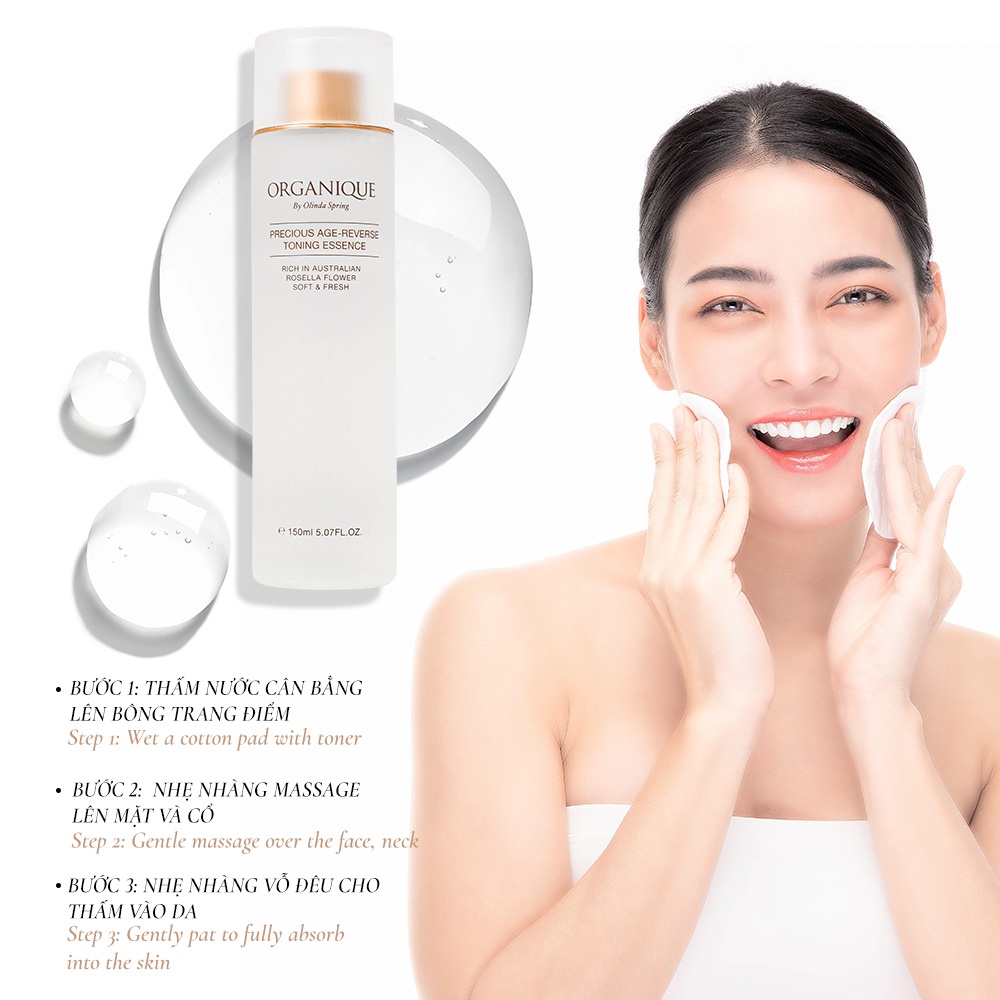 ORGANIQUE
By Olinda Spring
PRECIOUS AGE-REVERSE
TONING ESSENCE
RICH IN AUSTRALIAN
ROSELLA FLOWER
SOFT & FRESH
℮ 150ml 5.07FL.OZ.
• BƯỚC 1: THẤM NƯỚC CÂN BẰNG
LÊN BÔNG TRANG ĐIỂM
Step 1: Wet a cotton pad with toner
• BƯỚC 2: NHẸ NHÀNG MASSAGE
LÊN MẶT VÀ CỔ
Step 2: Gentle massage over the face, neck
• BƯỚC 3: NHẸ NHÀNG VỖ ĐÊU CHO
THẤM VÀO DA
Step 3: Gently pat to fully absorb
into the skin